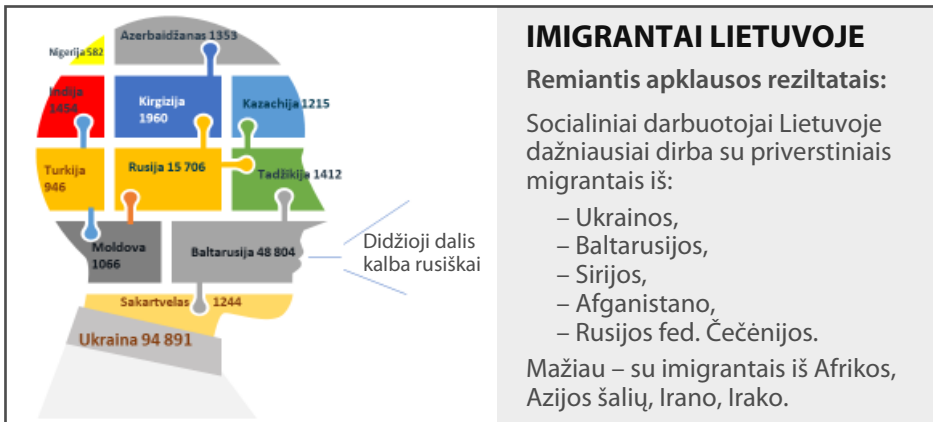 Azerbaidžanas 1353
Nigerija 582
Indija
1454
Kirgizija
1960
Kazachija 1215
Turkija
946
Rusija 15 706
Tadžikija 1412
Moldova
1066
Baltarusija 48 804
Didžioji dalis
kalba rusiškai
Sakartvelas 1244
Ukraina 94 891
IMIGRANTAI LIETUVOJE
Remiantis apklausos reziltatais:
Socialiniai darbuotojai Lietuvoje
dažniausiai dirba su priverstiniais
migrantais iš:
– Ukrainos,
– Baltarusijos,
– Sirijos,
– Afganistano,
– Rusijos fed. Čečėnijos.
Mažiau – su imigrantais iš Afrikos,
Azijos šalių, Irano, Irako.